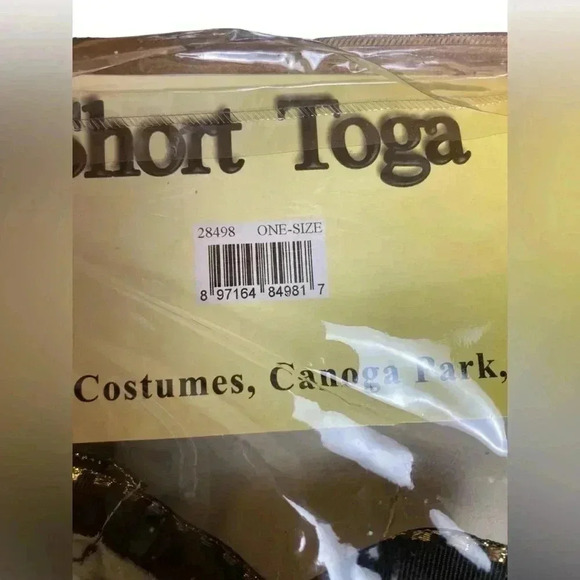 Short Toga
28498 ONE-SIZE
8 97164 84981 7
Costumes, Canoga Park,